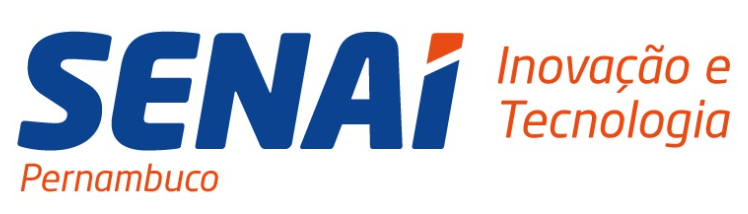 SENAI
Inovação e
Tecnologia
Pernambuco